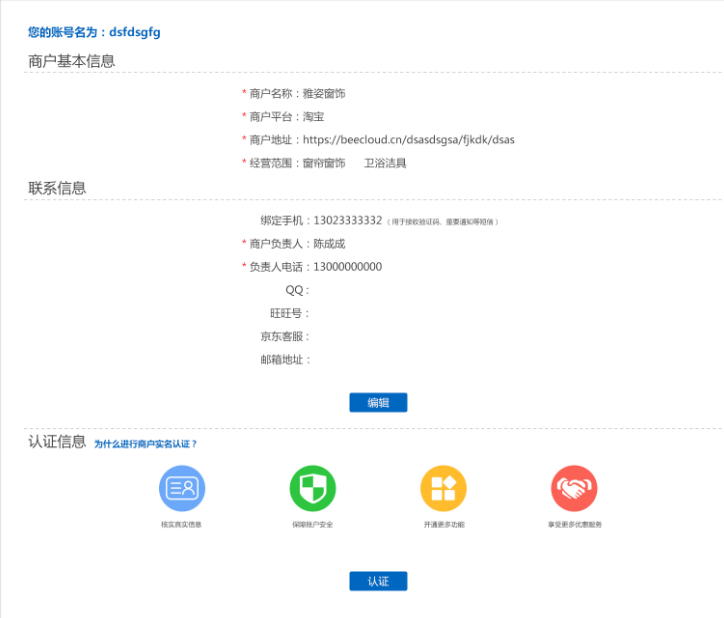 您的账号名为：dsfdsgfg
商户基本信息
* 商户名称：雅姿窗饰
* 商户平台：淘宝
* 商户地址：https://beecloud.cn/dsasdsgsa/fjkdk/dsas
* 经营范围：窗帘窗饰 卫浴洁具
联系信息
绑定手机：13023333332（用于接收验证码、重要通知等短信）
* 商户负责人：陈成成
* 负责人电话：13000000000
QQ：
旺旺号：
京东客服：
邮箱地址：
编辑
认证信息 为什么进行商户实名认证？
核实真实信息 保障账户安全 开通更多功能 享受更多优惠服务
认证